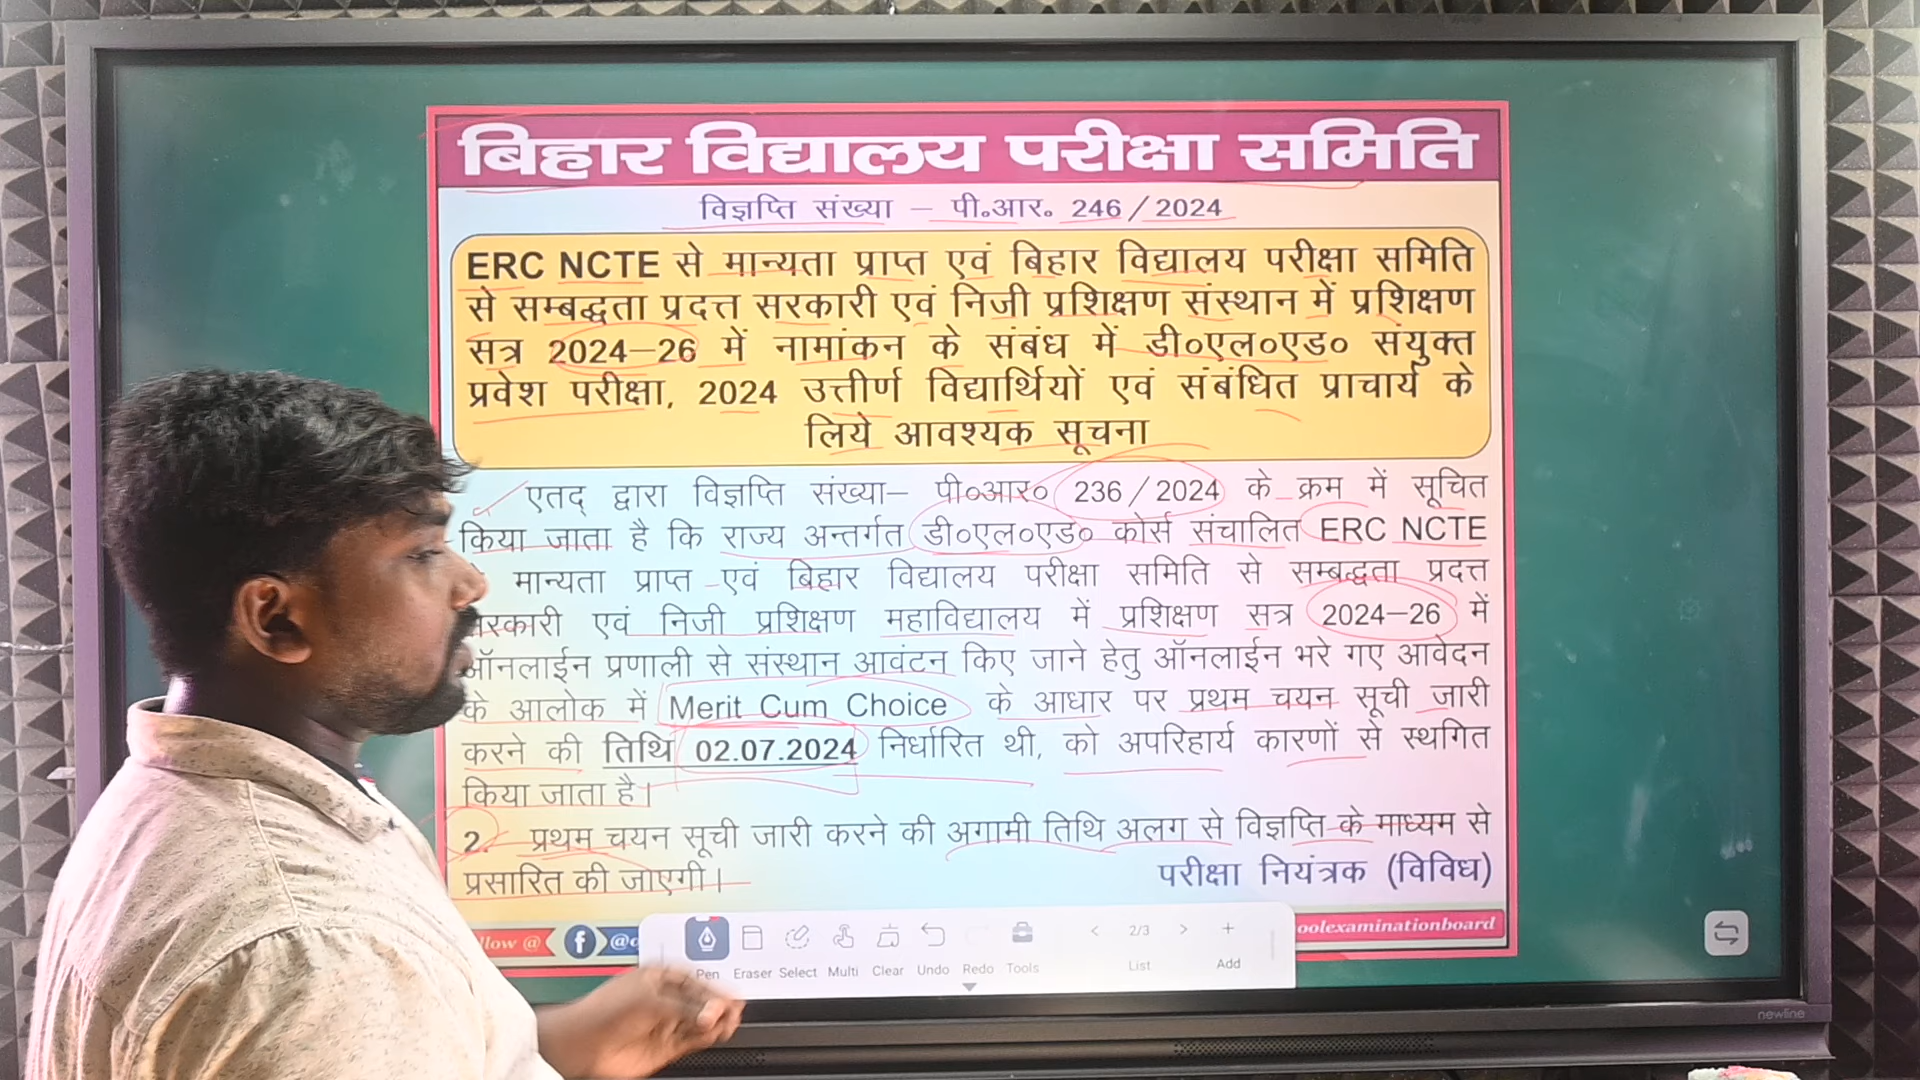 बिहार विद्यालय परीक्षा समिति
विज्ञप्ति संख्या – पी॰आर॰ 246 / 2024
ERC NCTE से मान्यता प्राप्त एवं बिहार विद्यालय परीक्षा समिति
से सम्बद्धता प्रदत्त सरकारी एवं निजी प्रशिक्षण संस्थान में प्रशिक्षण
सत्र 2024–26 में नामांकन के संबंध में डी०एल०एड० संयुक्त
प्रवेश परीक्षा, 2024 उत्तीर्ण विद्यार्थियों एवं संबंधित प्राचार्य के
लिये आवश्यक सूचना
एतद् द्वारा विज्ञप्ति संख्या– पी०आर० 236 / 2024 के क्रम में सूचित
किया जाता है कि राज्य अन्तर्गत डी०एल०एड० कोर्स संचालित ERC NCTE
मान्यता प्राप्त एवं बिहार विद्यालय परीक्षा समिति से सम्बद्धता प्रदत्त
सरकारी एवं निजी प्रशिक्षण महाविद्यालय में प्रशिक्षण सत्र 2024–26 में
ऑनलाईन प्रणाली से संस्थान आवंटन किए जाने हेतु ऑनलाईन भरे गए आवेदन
के आलोक में Merit Cum Choice के आधार पर प्रथम चयन सूची जारी
करने की तिथि 02.07.2024 निर्धारित थी, को अपरिहार्य कारणों से स्थगित
किया जाता है।
2. प्रथम चयन सूची जारी करने की अगामी तिथि अलग से विज्ञप्ति के माध्यम से
प्रसारित की जाएगी।
परीक्षा नियंत्रक (विविध)
llow @ f @ oolexaminationboard
Pen Eraser Select Multi Clear Undo Redo Tools < 2/3 > List + Add
newline